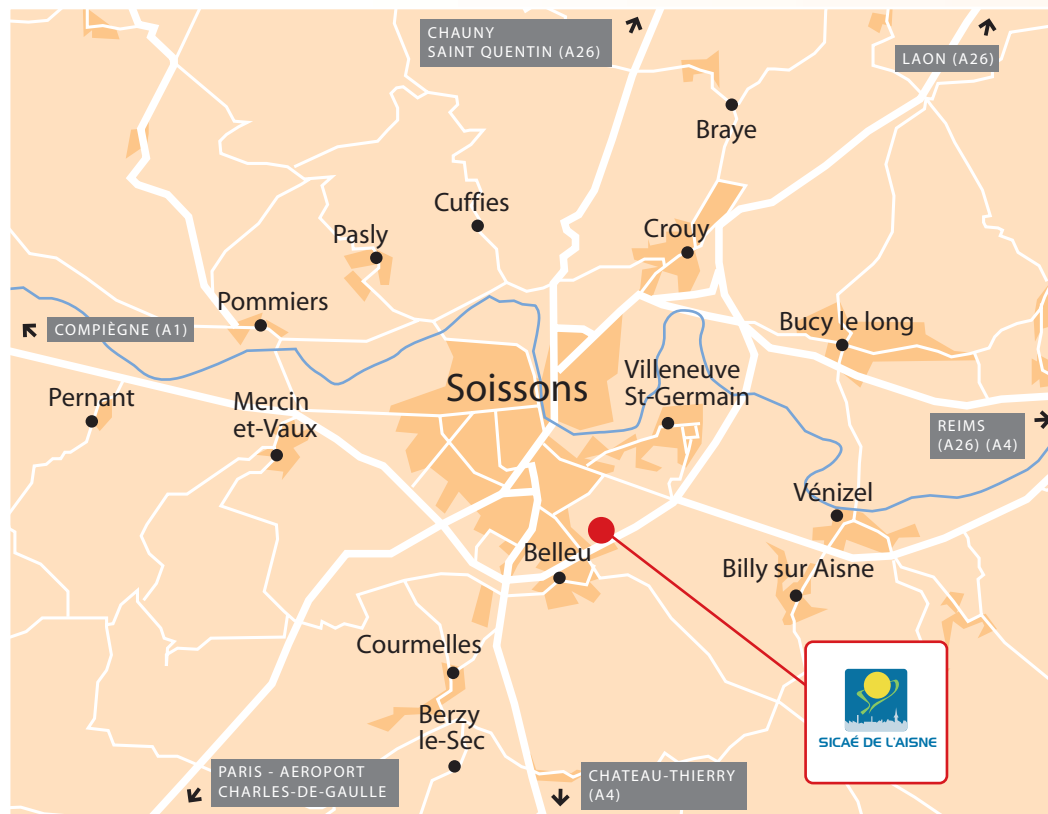 CHAUNY
SAINT QUENTIN (A26)
LAON (A26)
Braye
Cuffies
Pasly
Crouy
Pommiers
COMPIÈGNE (A1)
Bucy le long
Villeneuve
St-Germain
Soissons
Pernant
Mercin
et-Vaux
REIMS
(A26) (A4)
Vénizel
Belleu
Billy sur Aisne
Courmelles
Berzy
le-Sec
SICAÉ DE L'AISNE
PARIS - AEROPORT
CHARLES-DE-GAULLE
CHATEAU-THIERRY
(A4)